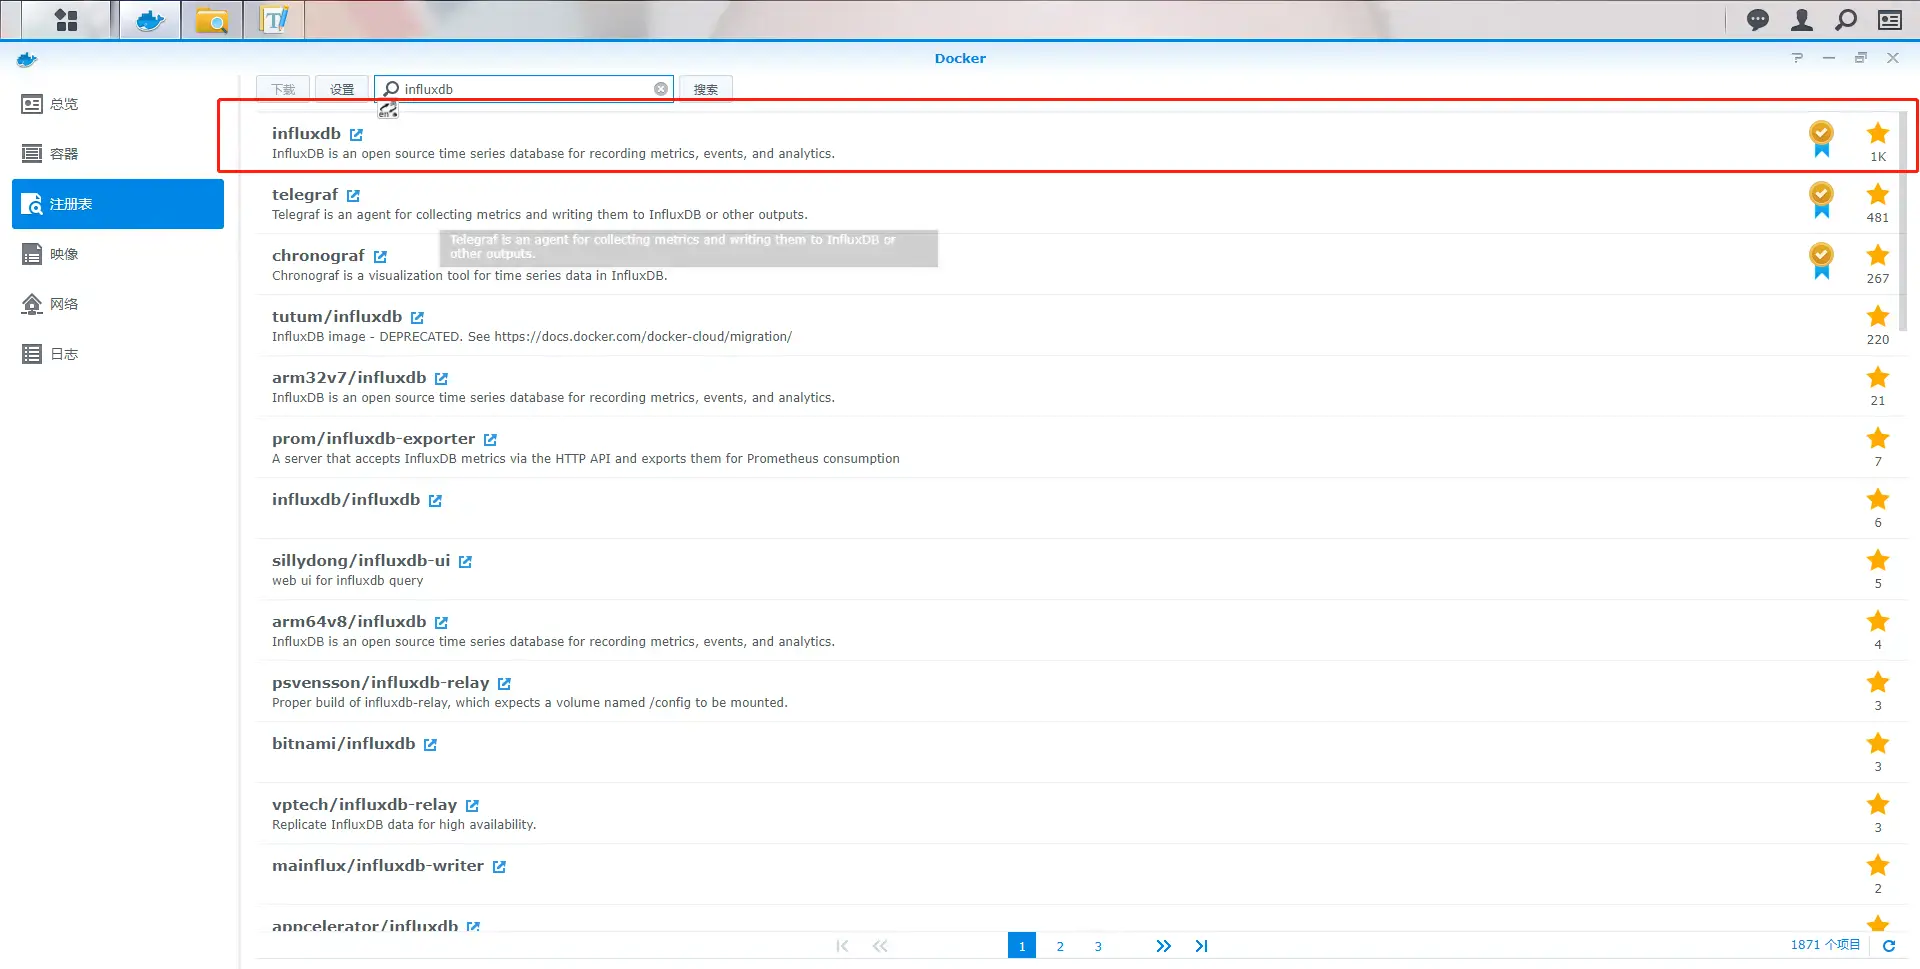 Docker
总览
容器
注册表
映像
网络
日志
下载 设置 influxdb 搜索
en
influxdb
InfluxDB is an open source time series database for recording metrics, events, and analytics.
1K
telegraf
Telegraf is an agent for collecting metrics and writing them to InfluxDB or other outputs.
481
Telegraf is an agent for collecting metrics and writing them to InfluxDB or
other outputs.
chronograf
Chronograf is a visualization tool for time series data in InfluxDB.
267
tutum/influxdb
InfluxDB image - DEPRECATED. See https://docs.docker.com/docker-cloud/migration/
220
arm32v7/influxdb
InfluxDB is an open source time series database for recording metrics, events, and analytics.
21
prom/influxdb-exporter
A server that accepts InfluxDB metrics via the HTTP API and exports them for Prometheus consumption
7
influxdb/influxdb
6
sillydong/influxdb-ui
web ui for influxdb query
5
arm64v8/influxdb
InfluxDB is an open source time series database for recording metrics, events, and analytics.
4
psvensson/influxdb-relay
Proper build of influxdb-relay, which expects a volume named /config to be mounted.
3
bitnami/influxdb
3
vptech/influxdb-relay
Replicate InfluxDB data for high availability.
3
mainflux/influxdb-writer
2
appcelerator/influxdb
1 2 3
1871 个项目